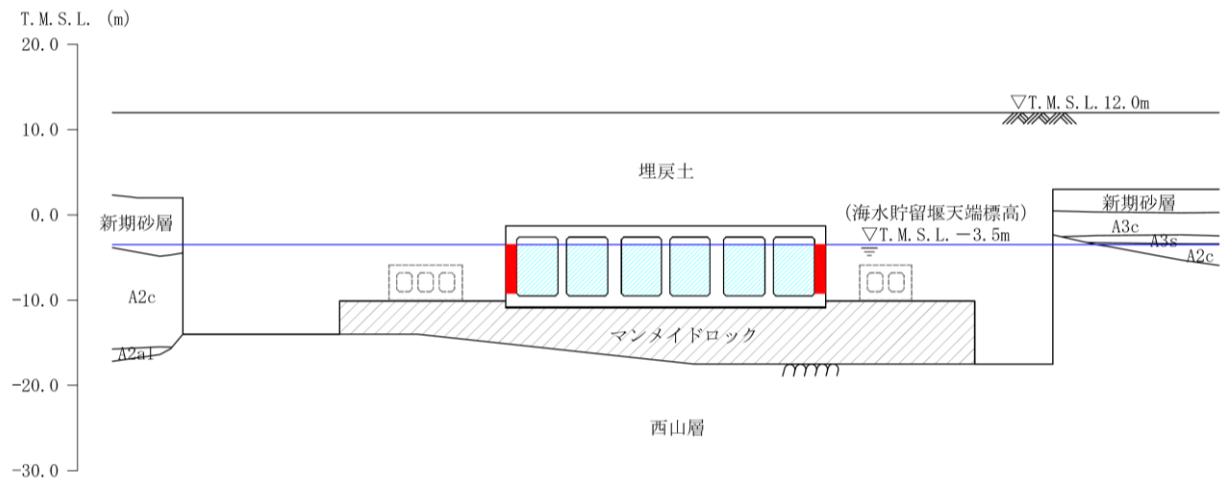 T.M.S.L. (m)
20.0
10.0
0.0
-10.0
-20.0
-30.0
▽T.M.S.L.12.0m
埋戻土
新期砂層
新期砂層
(海水貯留堰天端標高)
▽T.M.S.L.－3.5m
A3c
A3s
A2c
A2c
A2a1
マンメイドロック
西山層